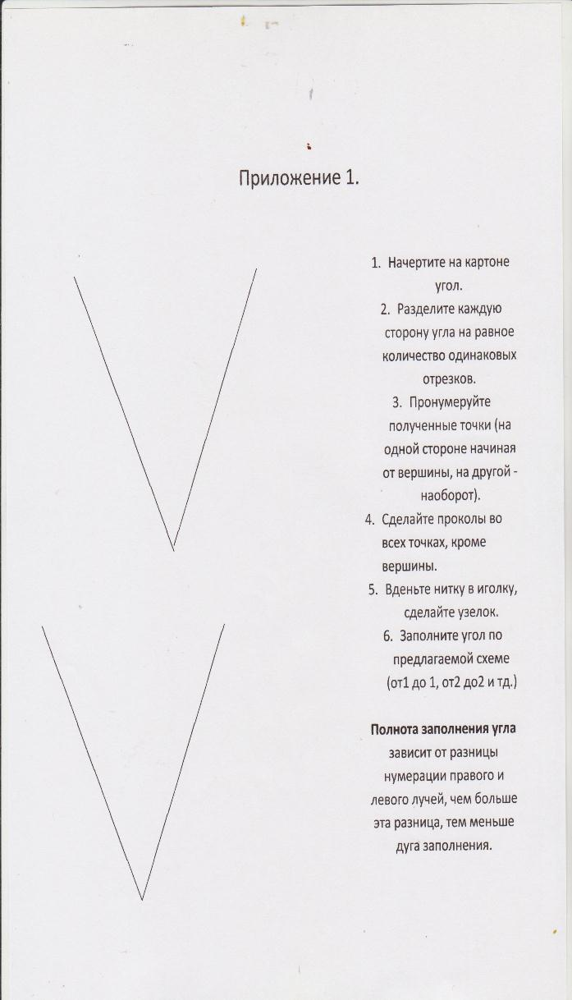 Приложение 1.
1. Начертите на картоне
угол.
2. Разделите каждую
сторону угла на равное
количество одинаковых
отрезков.
3. Пронумеруйте
полученные точки (на
одной стороне начиная
от вершины, на другой -
наоборот).
4. Сделайте проколы во
всех точках, кроме
вершины.
5. Вденьте нитку в иголку,
сделайте узелок.
6. Заполните угол по
предлагаемой схеме
(от1 до 1, от2 до2 и тд.)
Полнота заполнения угла
зависит от разницы
нумерации правого и
левого лучей, чем больше
эта разница, тем меньше
дуга заполнения.